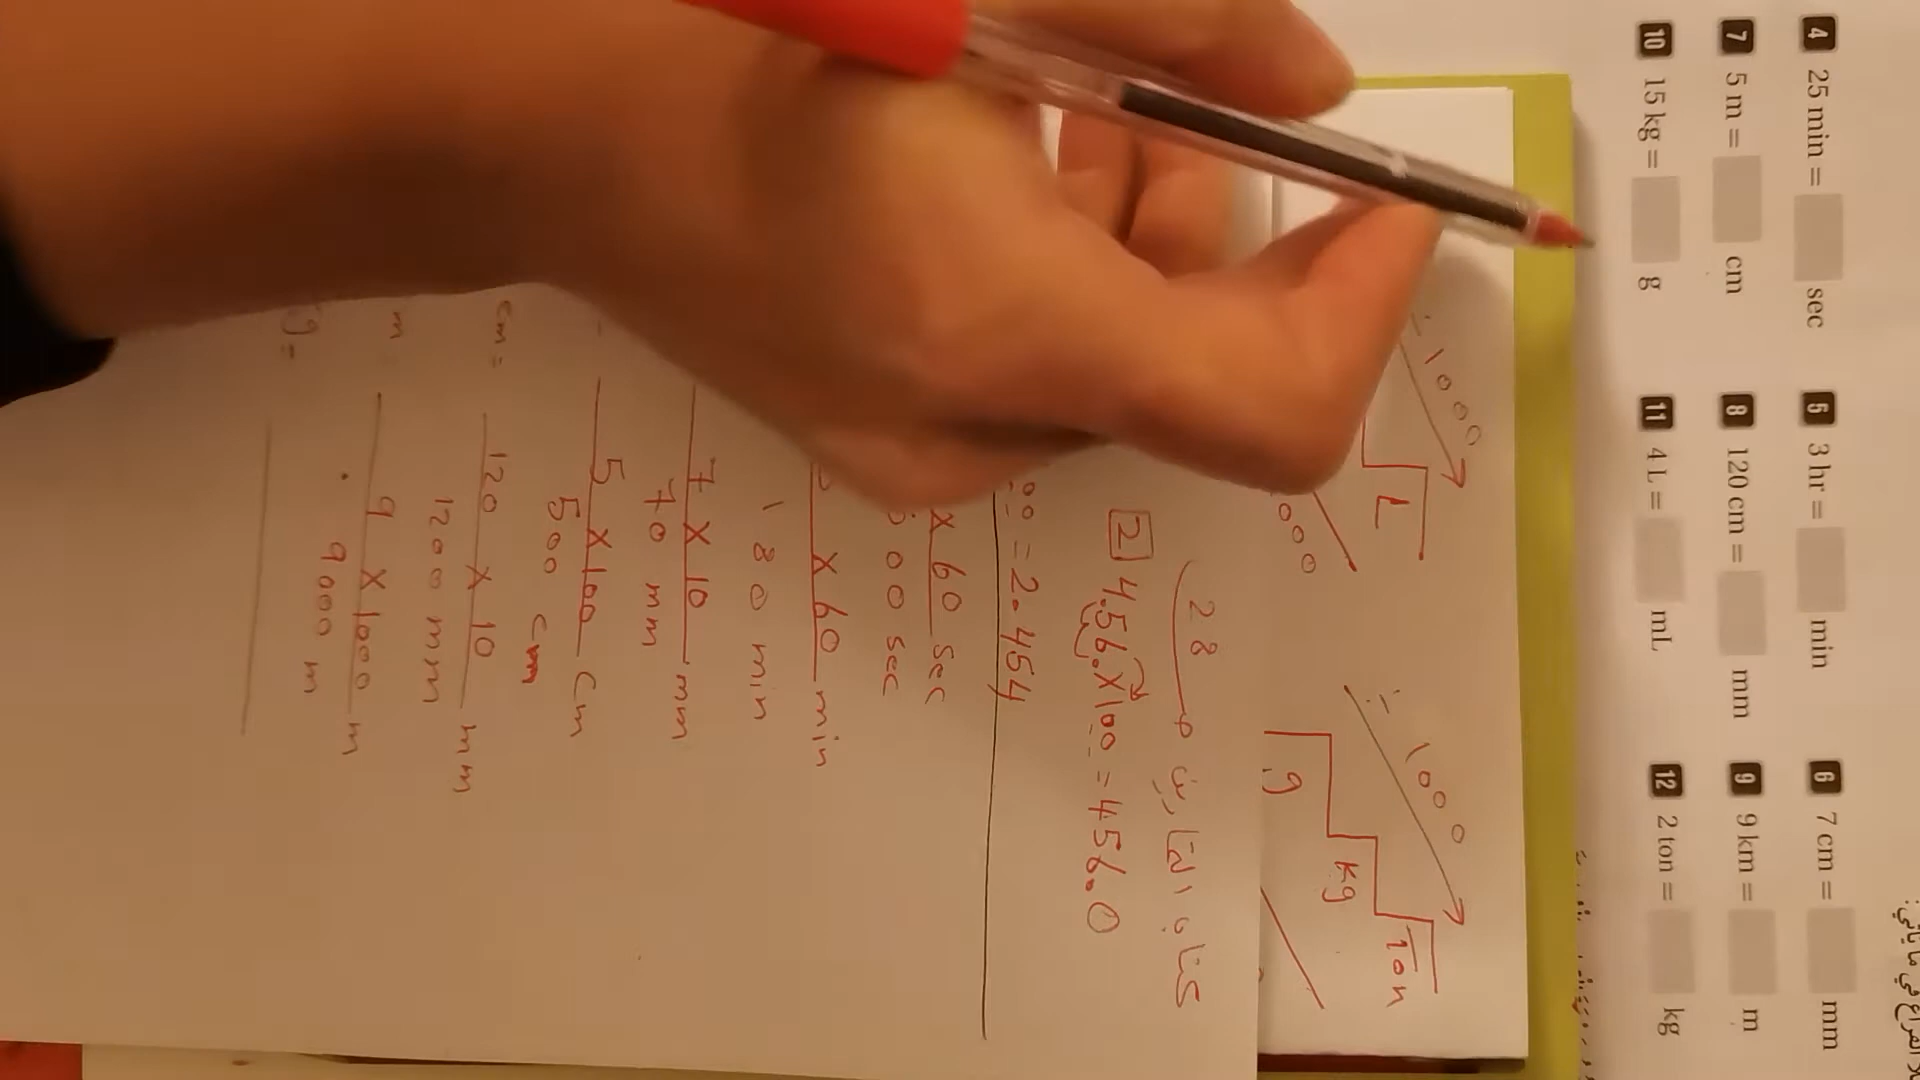 4 25 min = sec 5 3 hr = min 6 7 cm = mm
7 5 m = cm 8 120 cm = mm 9 9 km = m
10 15 kg = g 11 4 L = mL 12 2 ton = kg
÷ 1000
÷ 1000
L
g kg Ton
28 كتاب التمارين
2 4.56 . X 100 = 456.0
= 2.454
X 60 sec
00 sec
X 60 min
180 min
7 X 10 mm
70 mm
5 X 100 cm
500 cm
cm = 120 X 10 mm
1200 mm
m = 9 X 1000 m
9000 m
g =